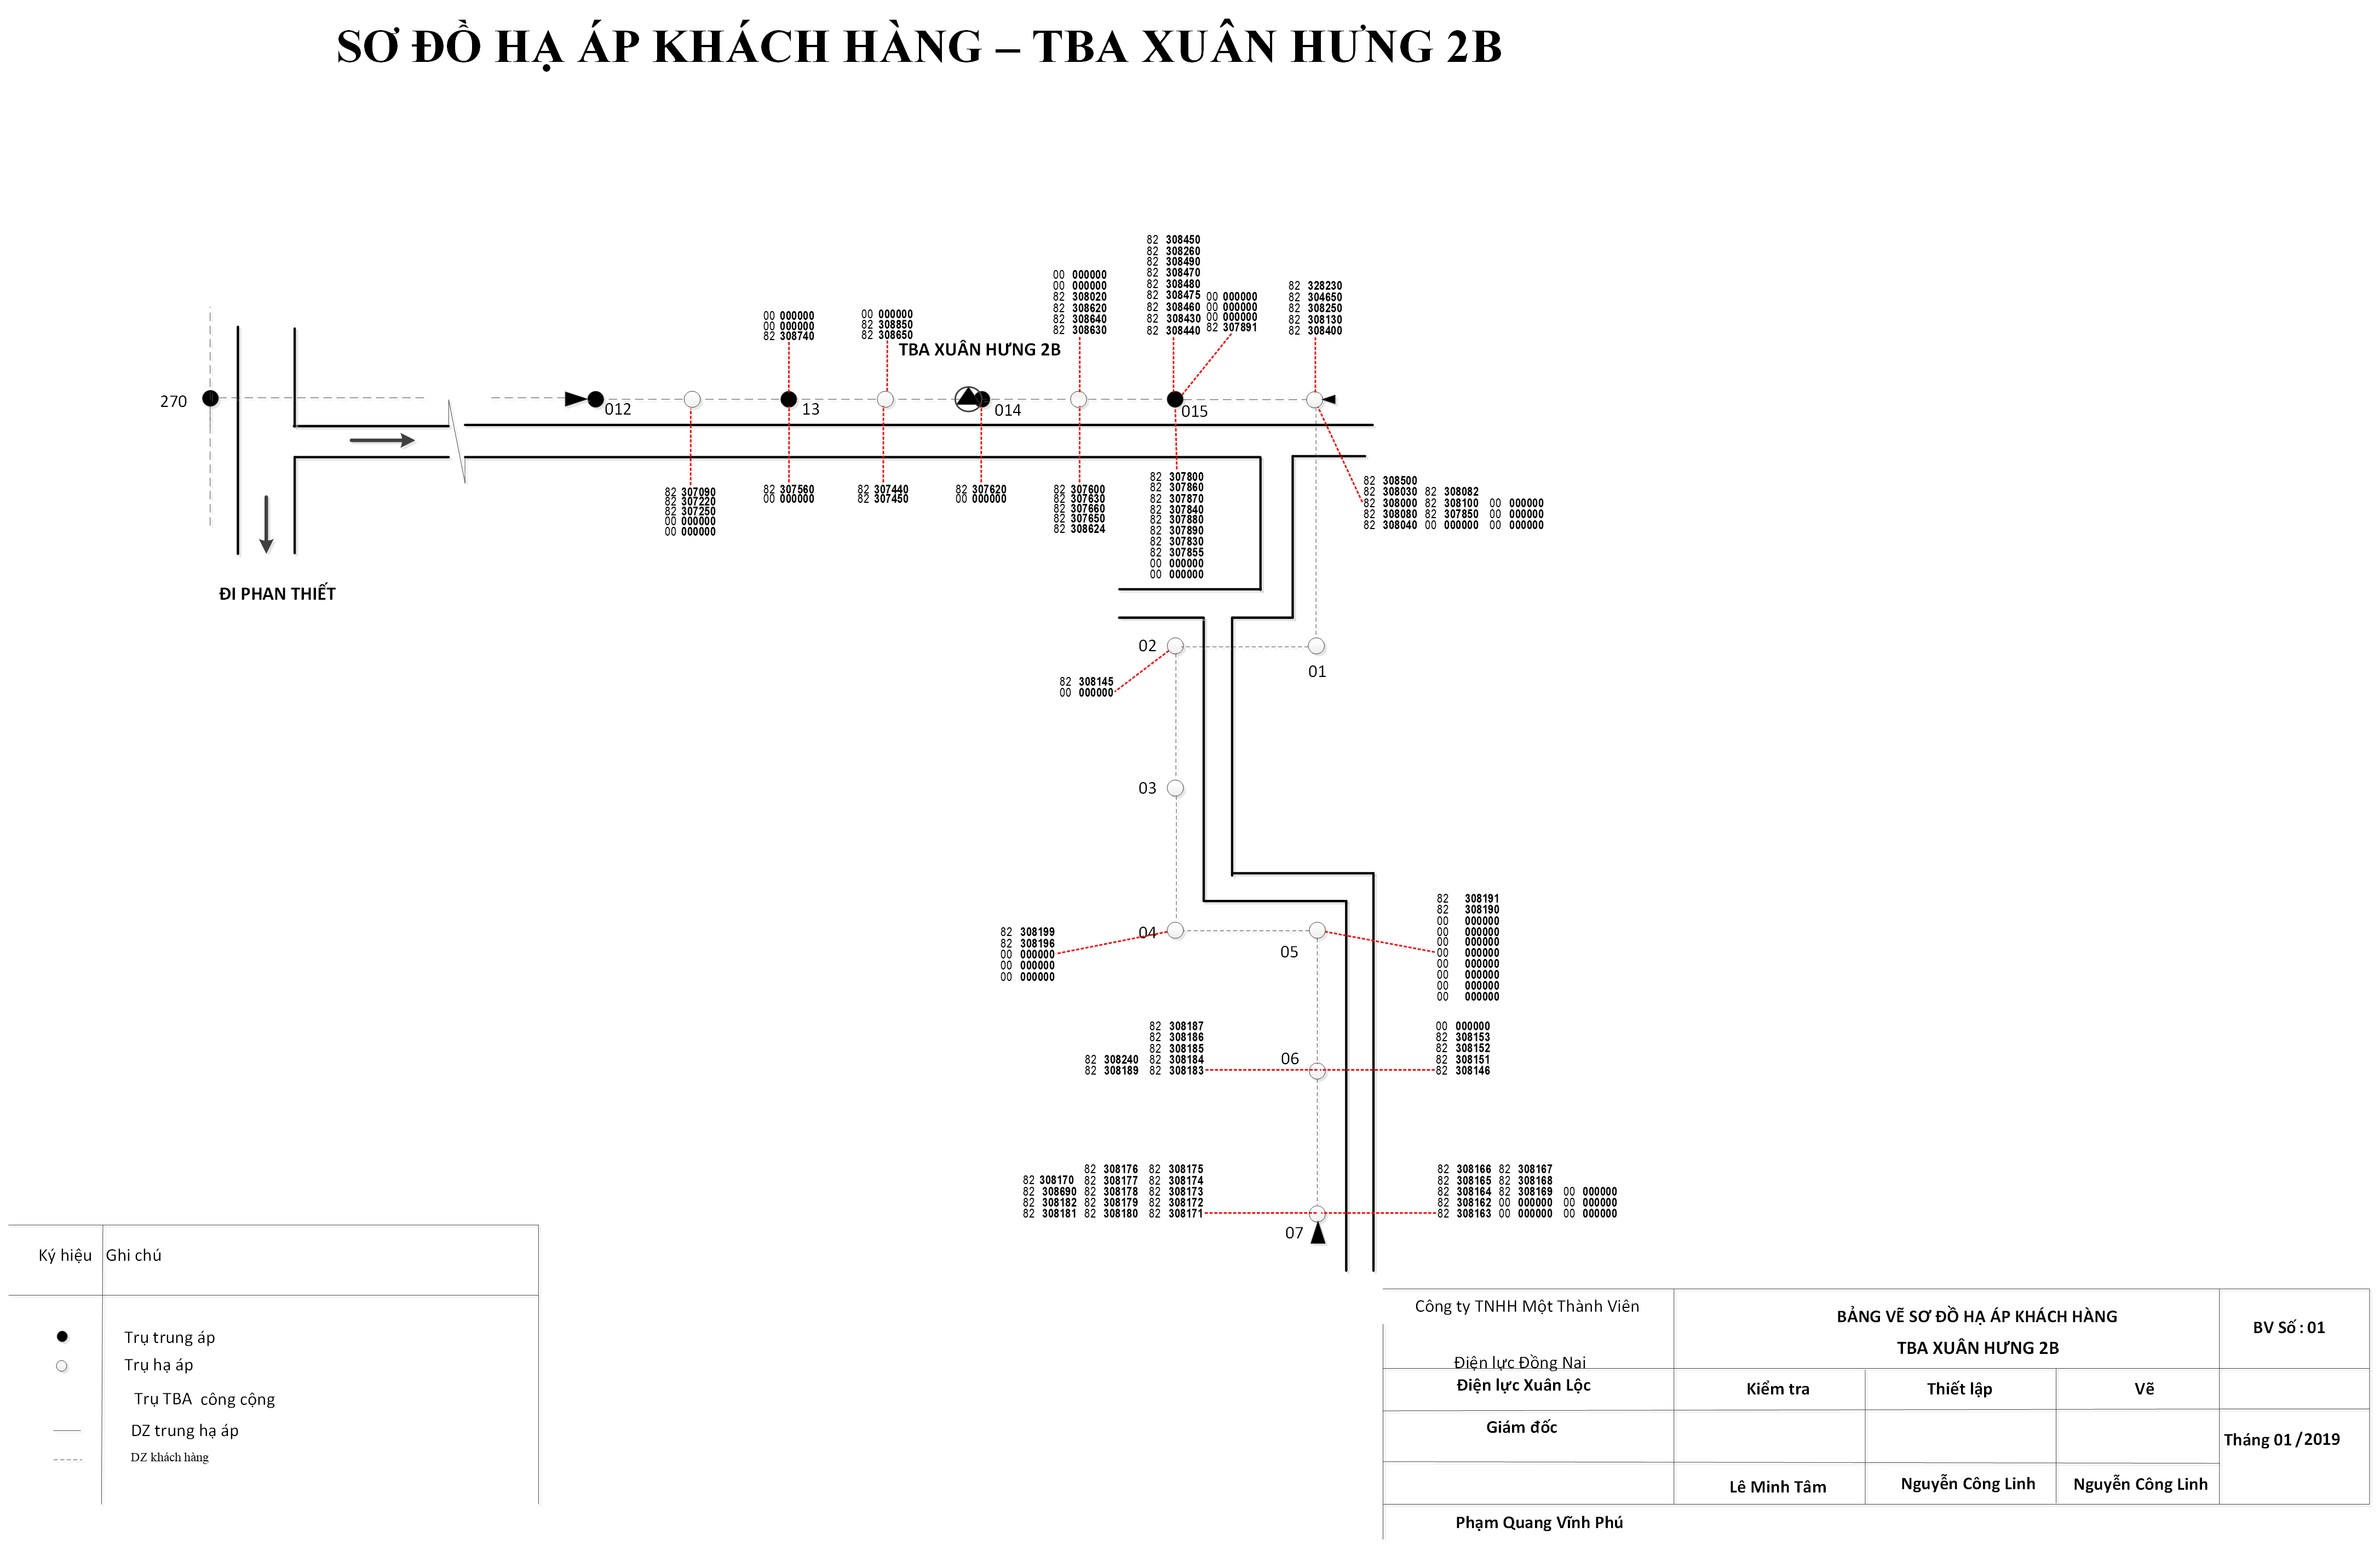 SƠ ĐỒ HẠ ÁP KHÁCH HÀNG – TBA XUÂN HƯNG 2B
82 308450
82 308260
82 308490
82 308470
82 308480
82 308475
82 308460
82 308430
82 308440
00 000000
00 000000
82 308020
82 308620
82 308640
82 308630
00 000000
00 000000
00 000000
82 307891
82 328230
82 304650
82 308250
82 308130
82 308400
00 000000
00 000000
82 308740
00 000000
82 308850
82 308650
TBA XUÂN HƯNG 2B
270
012
13
014
015
82 307090
82 307220
82 307250
00 000000
00 000000
82 307560
00 000000
82 307440
82 307450
82 307620
00 000000
82 307600
82 307630
82 307660
82 307650
82 308624
82 307800
82 307860
82 307870
82 307840
82 307880
82 307890
82 307830
82 307855
00 000000
00 000000
82 308500
82 308030 82 308082
82 308000 82 308100 00 000000
82 308080 82 307850 00 000000
82 308040 00 000000 00 000000
ĐI PHAN THIẾT
02
01
82 308145
00 000000
03
04
05
82 308199
82 308196
00 000000
00 000000
00 000000
82 308191
82 308190
00 000000
00 000000
00 000000
00 000000
00 000000
00 000000
00 000000
00 000000
82 308187
82 308186
82 308185
82 308240 82 308184
82 308189 82 308183
06
00 000000
82 308153
82 308152
82 308151
82 308146
82 308176 82 308175
82 308170 82 308177 82 308174
82 308690 82 308178 82 308173
82 308182 82 308179 82 308172
82 308181 82 308180 82 308171
07
82 308166 82 308167
82 308165 82 308168
82 308164 82 308169 00 000000
82 308162 00 000000 00 000000
82 308163 00 000000 00 000000
Ký hiệu Ghi chú
Trụ trung áp
Trụ hạ áp
Trụ TBA công cộng
DZ trung hạ áp
DZ khách hàng
Công ty TNHH Một Thành Viên
Điện lực Đồng Nai
Điện lực Xuân Lộc
Giám đốc
Phạm Quang Vĩnh Phú
BẢNG VẼ SƠ ĐỒ HẠ ÁP KHÁCH HÀNG
TBA XUÂN HƯNG 2B
BV Số : 01
Kiểm tra
Thiết lập
Vẽ
Lê Minh Tâm
Nguyễn Công Linh
Nguyễn Công Linh
Tháng 01 / 2019